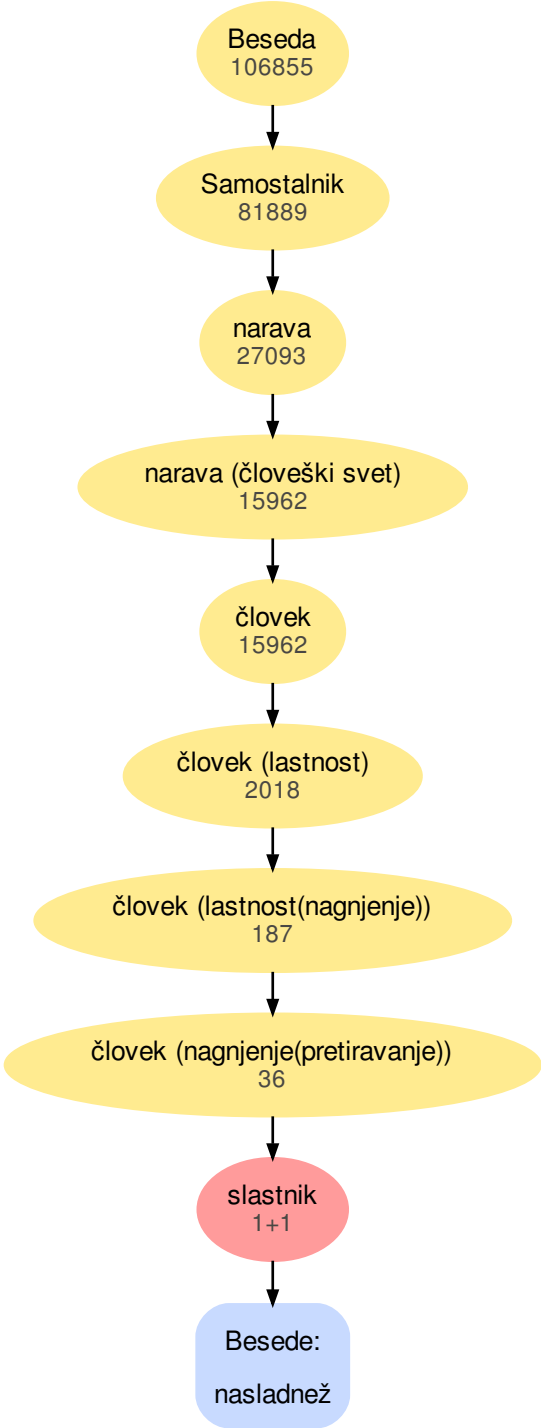 Beseda
106855
Samostalnik
81889
narava
27093
narava (človeški svet)
15962
človek
15962
človek (lastnost)
2018
človek (lastnost(nagnjenje))
187
človek (nagnjenje(pretiravanje))
36
slastnik
1+1
Besede:
nasladnež